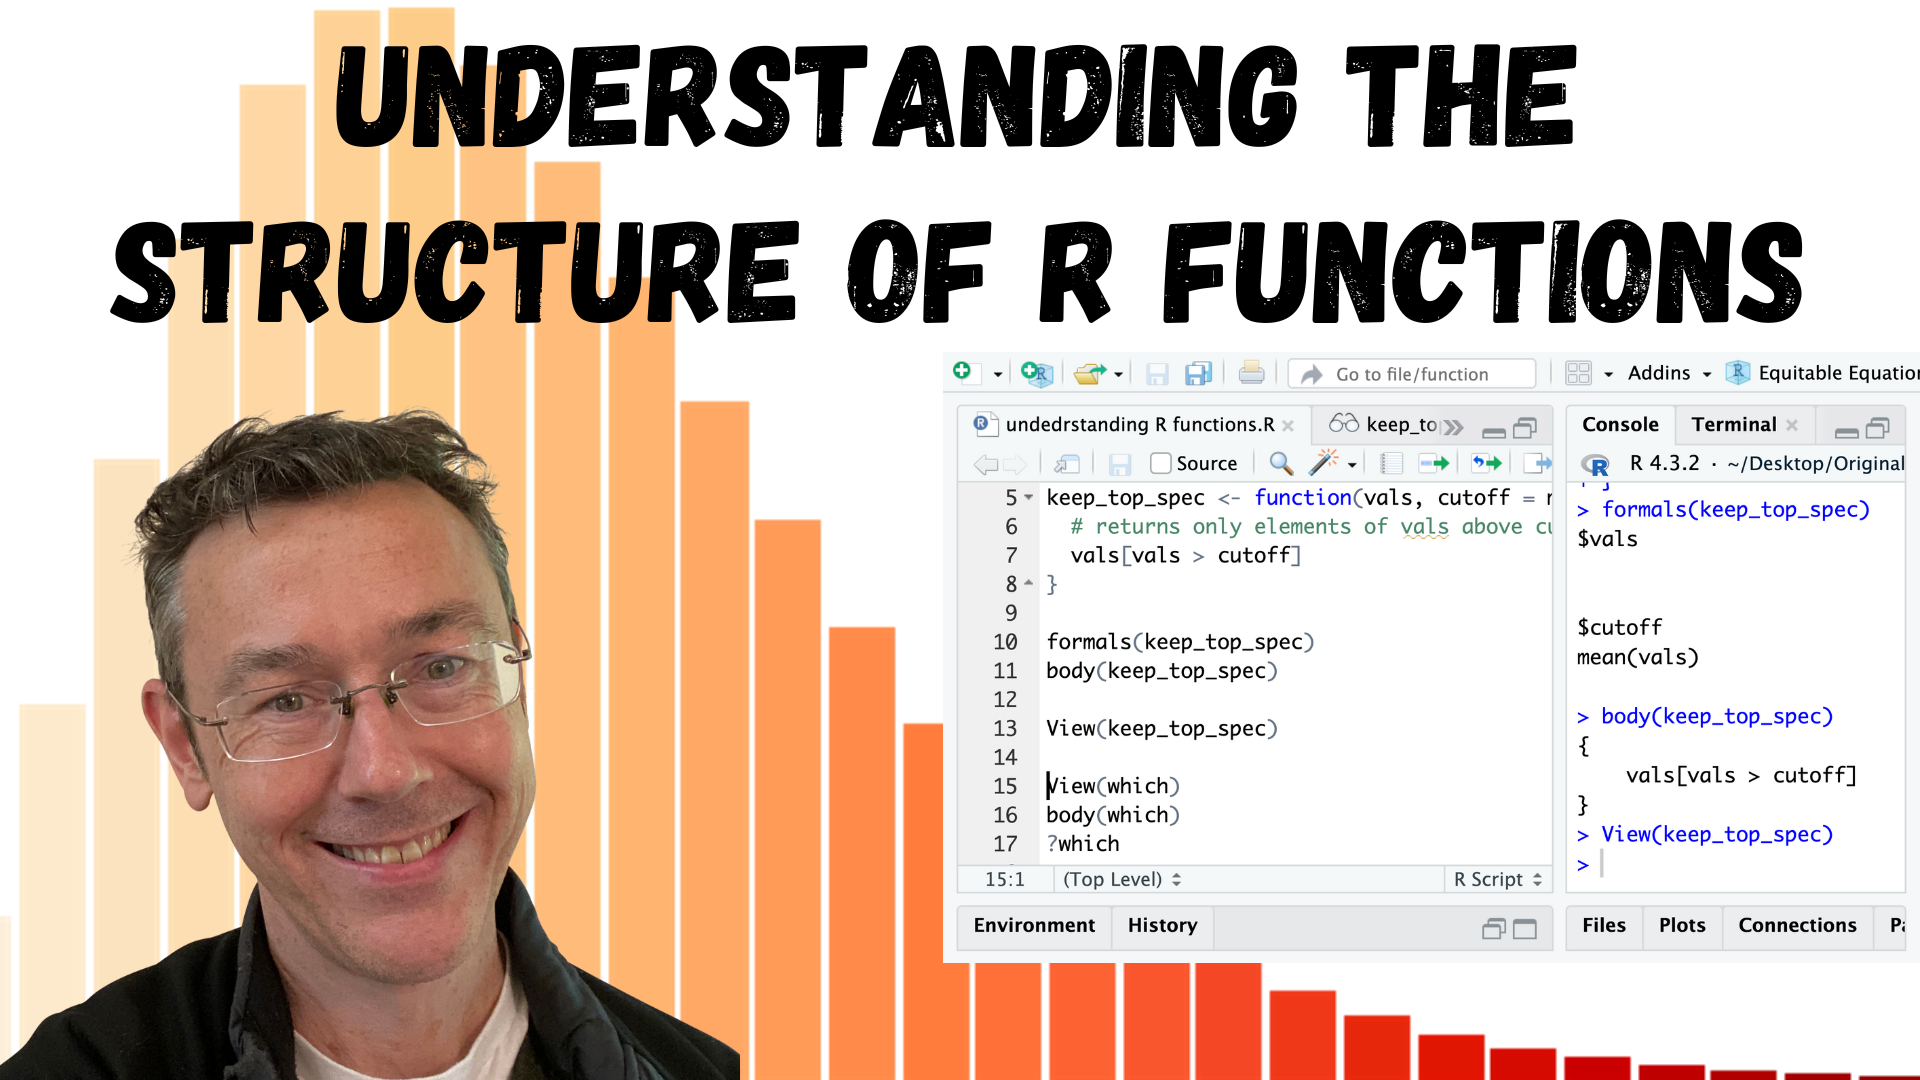 UNDERSTANDING THE
STRUCTURE OF R FUNCTIONS
Go to file/function
Addins
Equitable Equation
undedrstanding R functions.R
keep_to
Source
5 keep_top_spec <- function(vals, cutoff =
6 # returns only elements of vals above
7 vals[vals > cutoff]
8 }
9
10 formals(keep_top_spec)
11 body(keep_top_spec)
12
13 View(keep_top_spec)
14
15 View(which)
16 body(which)
17 ?which
15:1 (Top Level) R Script
Environment History
Console Terminal
R 4.3.2 · ~/Desktop/Original
> formals(keep_top_spec)
$vals
$cutoff
mean(vals)
> body(keep_top_spec)
{
vals[vals > cutoff]
}
> View(keep_top_spec)
>
Files Plots Connections